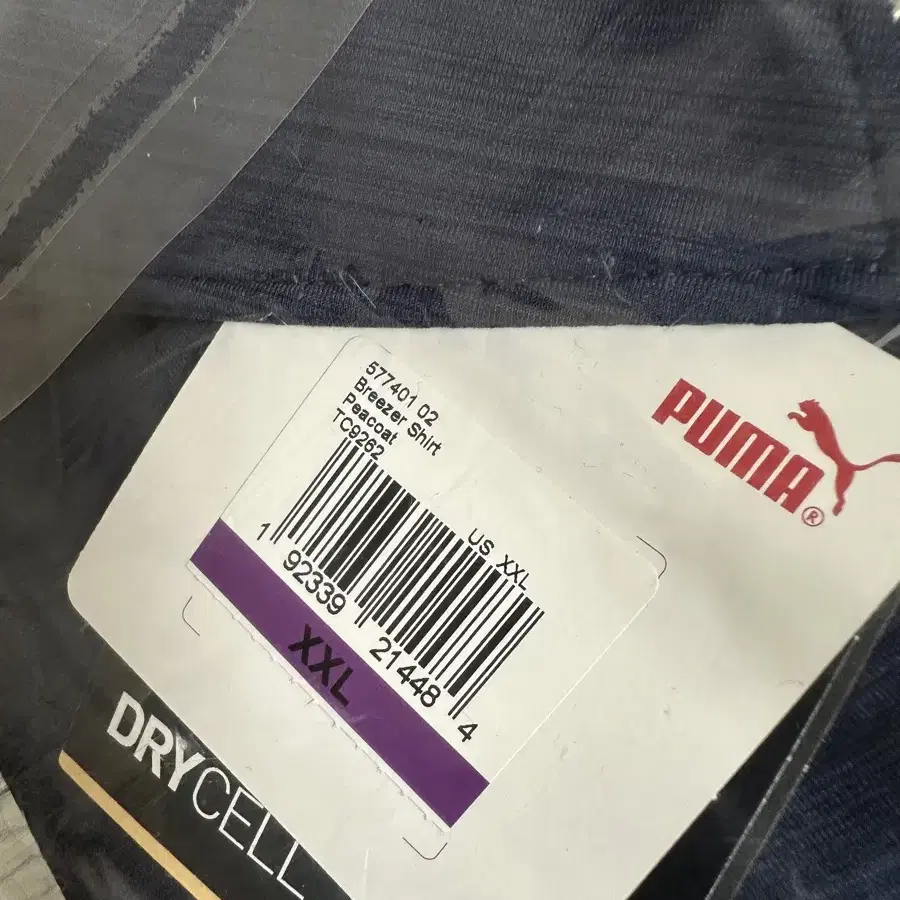 577401 02
Breezer Shirt
Peacoat
TC9262
US XXL
1 92339 21448 4
XXL
PUMA®
DRYCELL